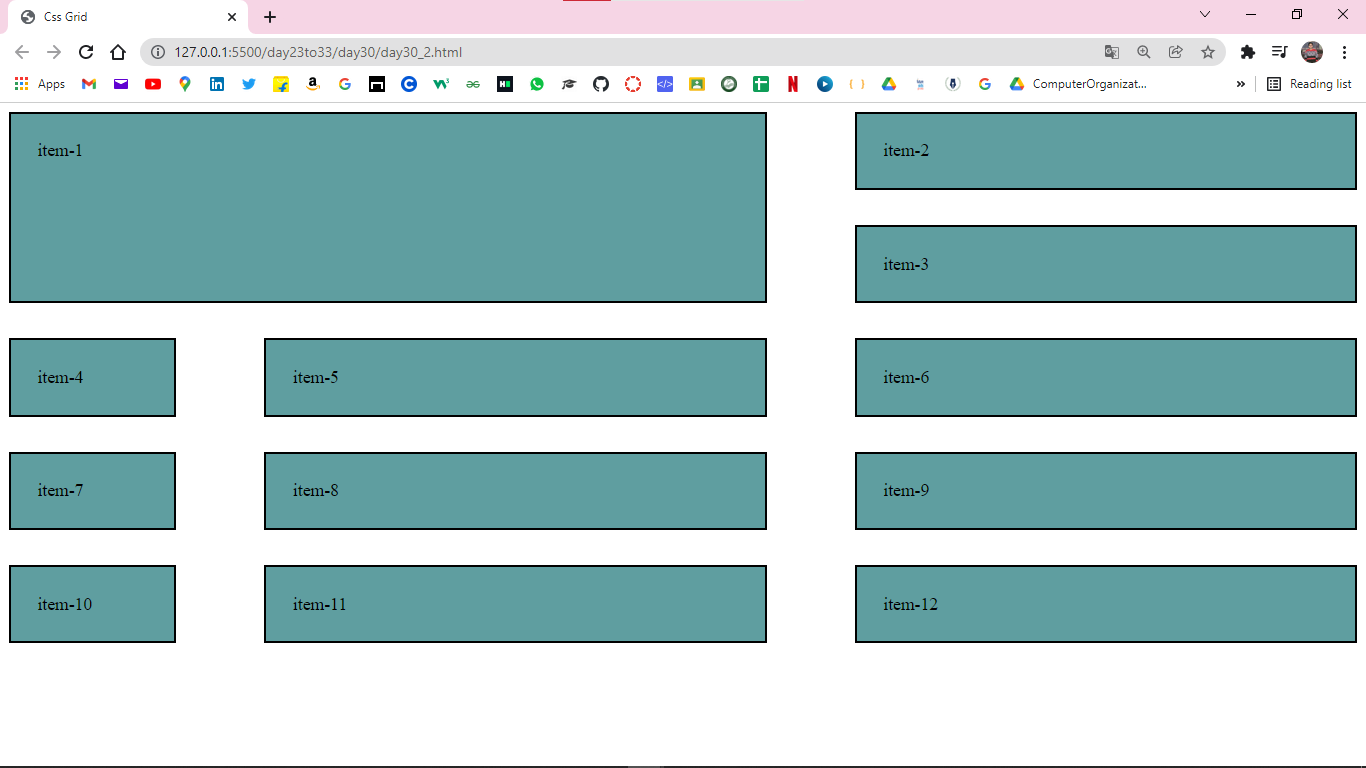 Css Grid
127.0.0.1:5500/day23to33/day30/day30_2.html
Apps
ComputerOrganizat...
Reading list
item-1
item-2
item-3
item-4
item-5
item-6
item-7
item-8
item-9
item-10
item-11
item-12